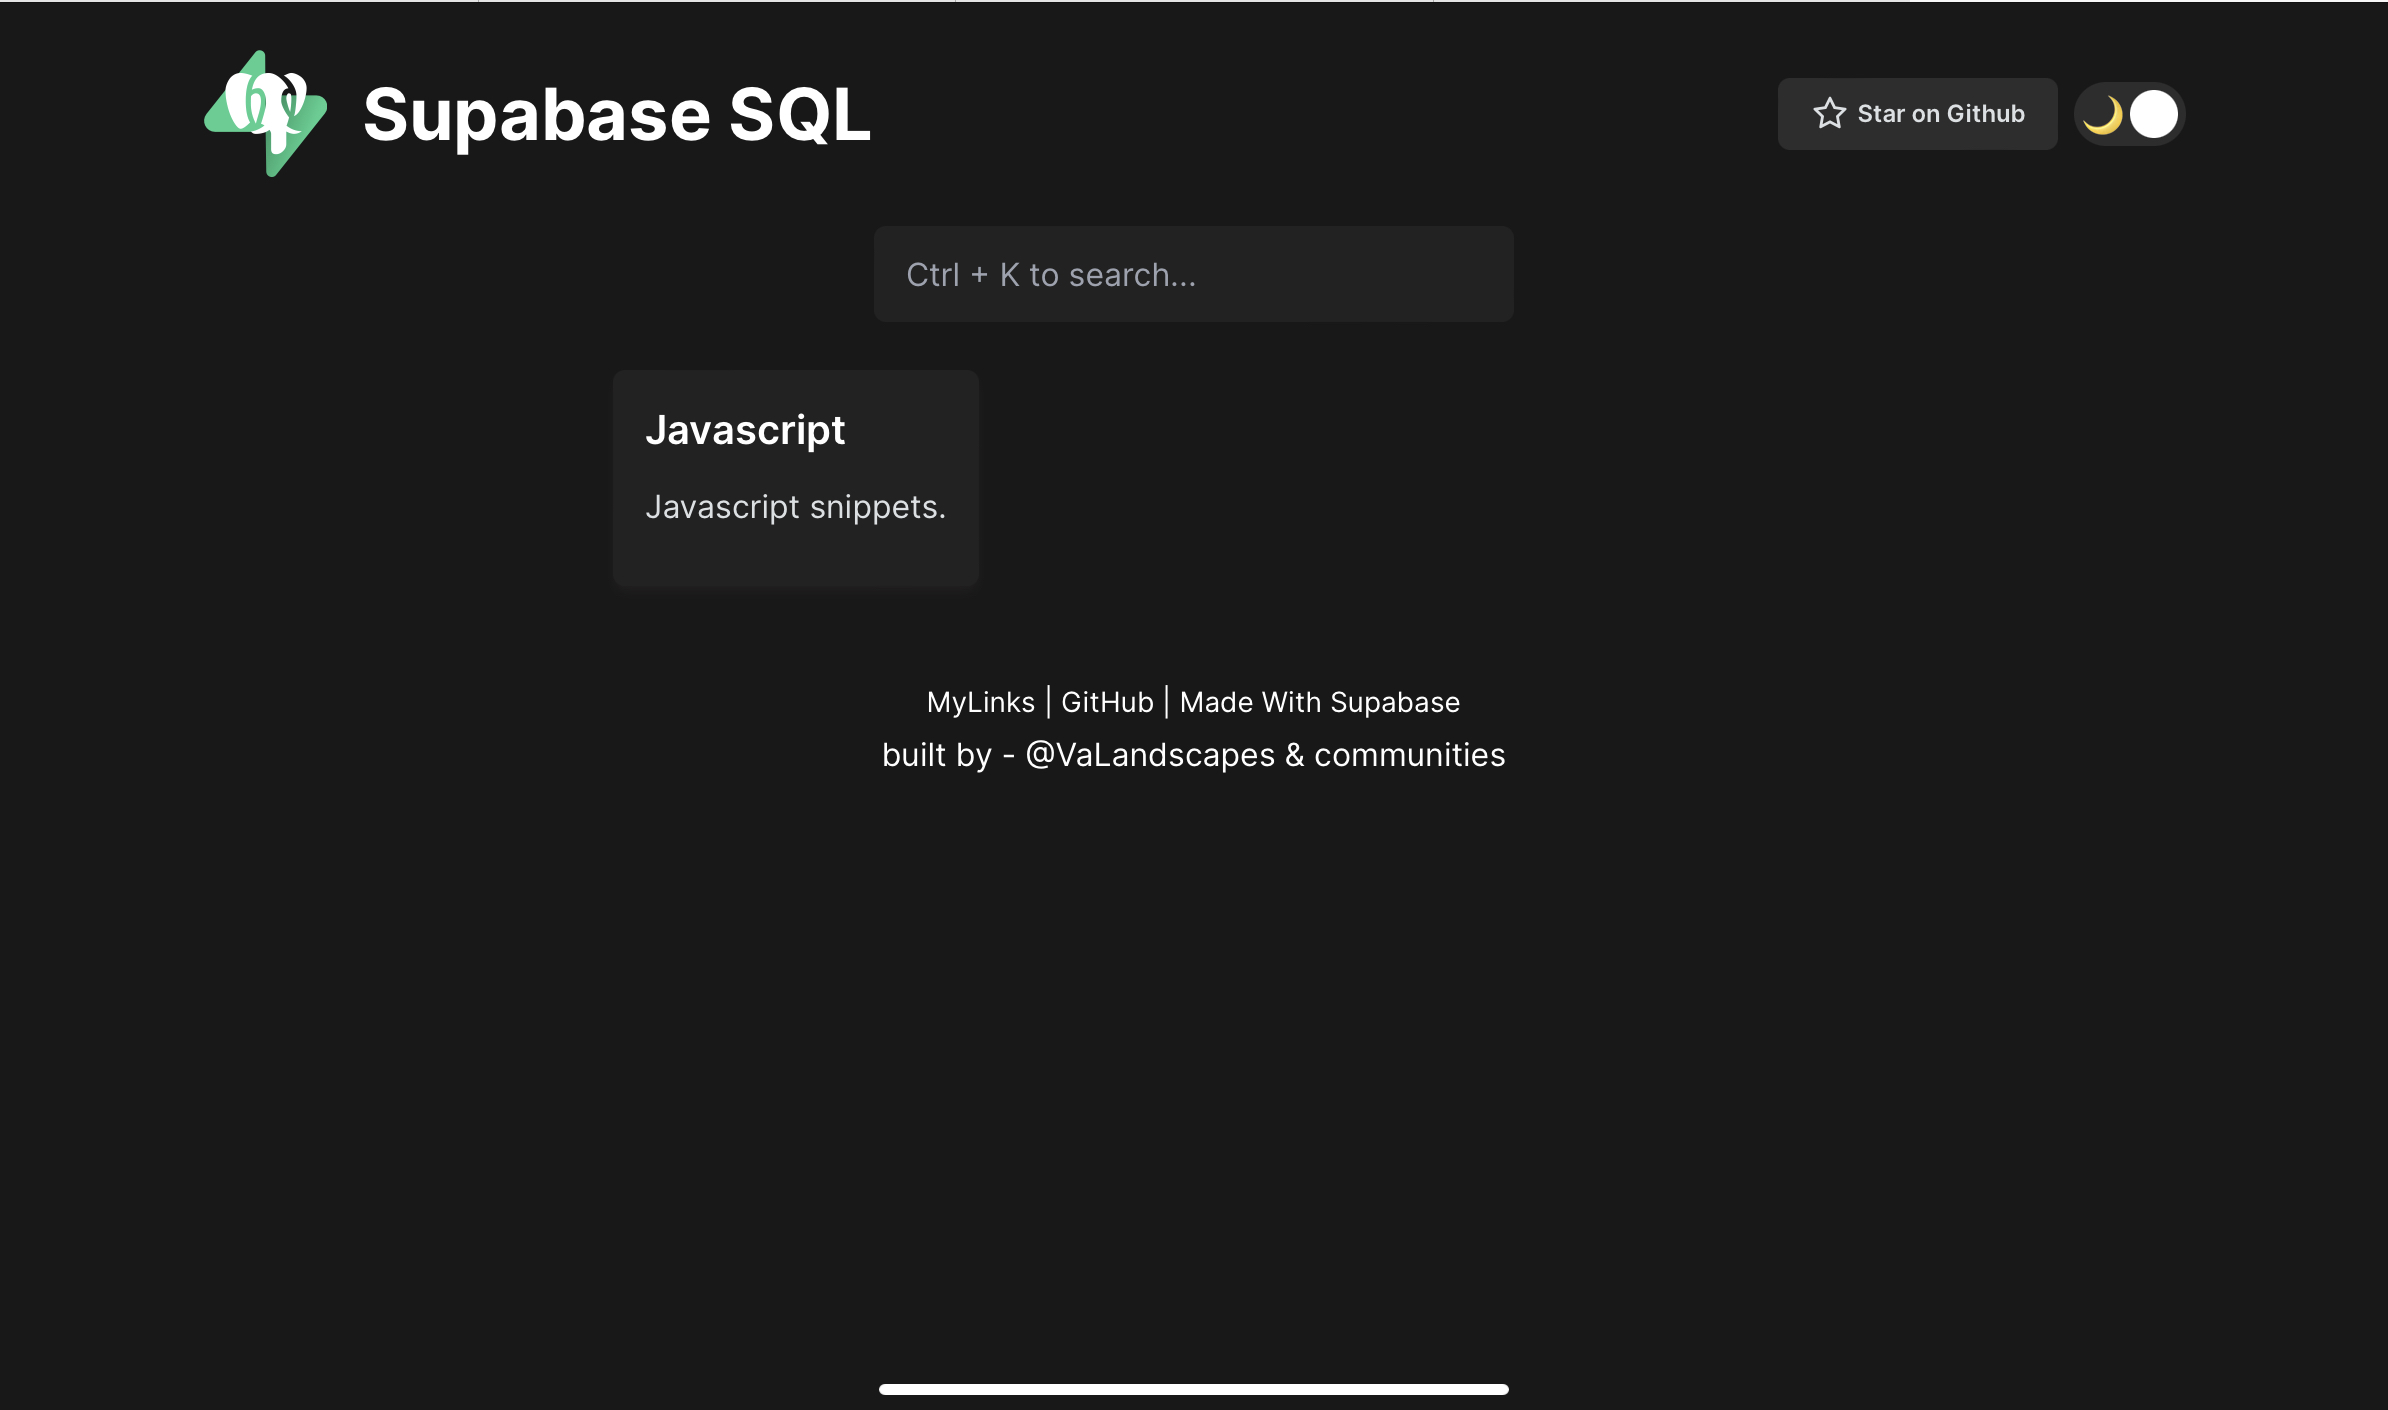 Supabase SQL
Star on Github
Ctrl + K to search...
Javascript
Javascript snippets.
MyLinks | GitHub | Made With Supabase
built by - @VaLandscapes & communities